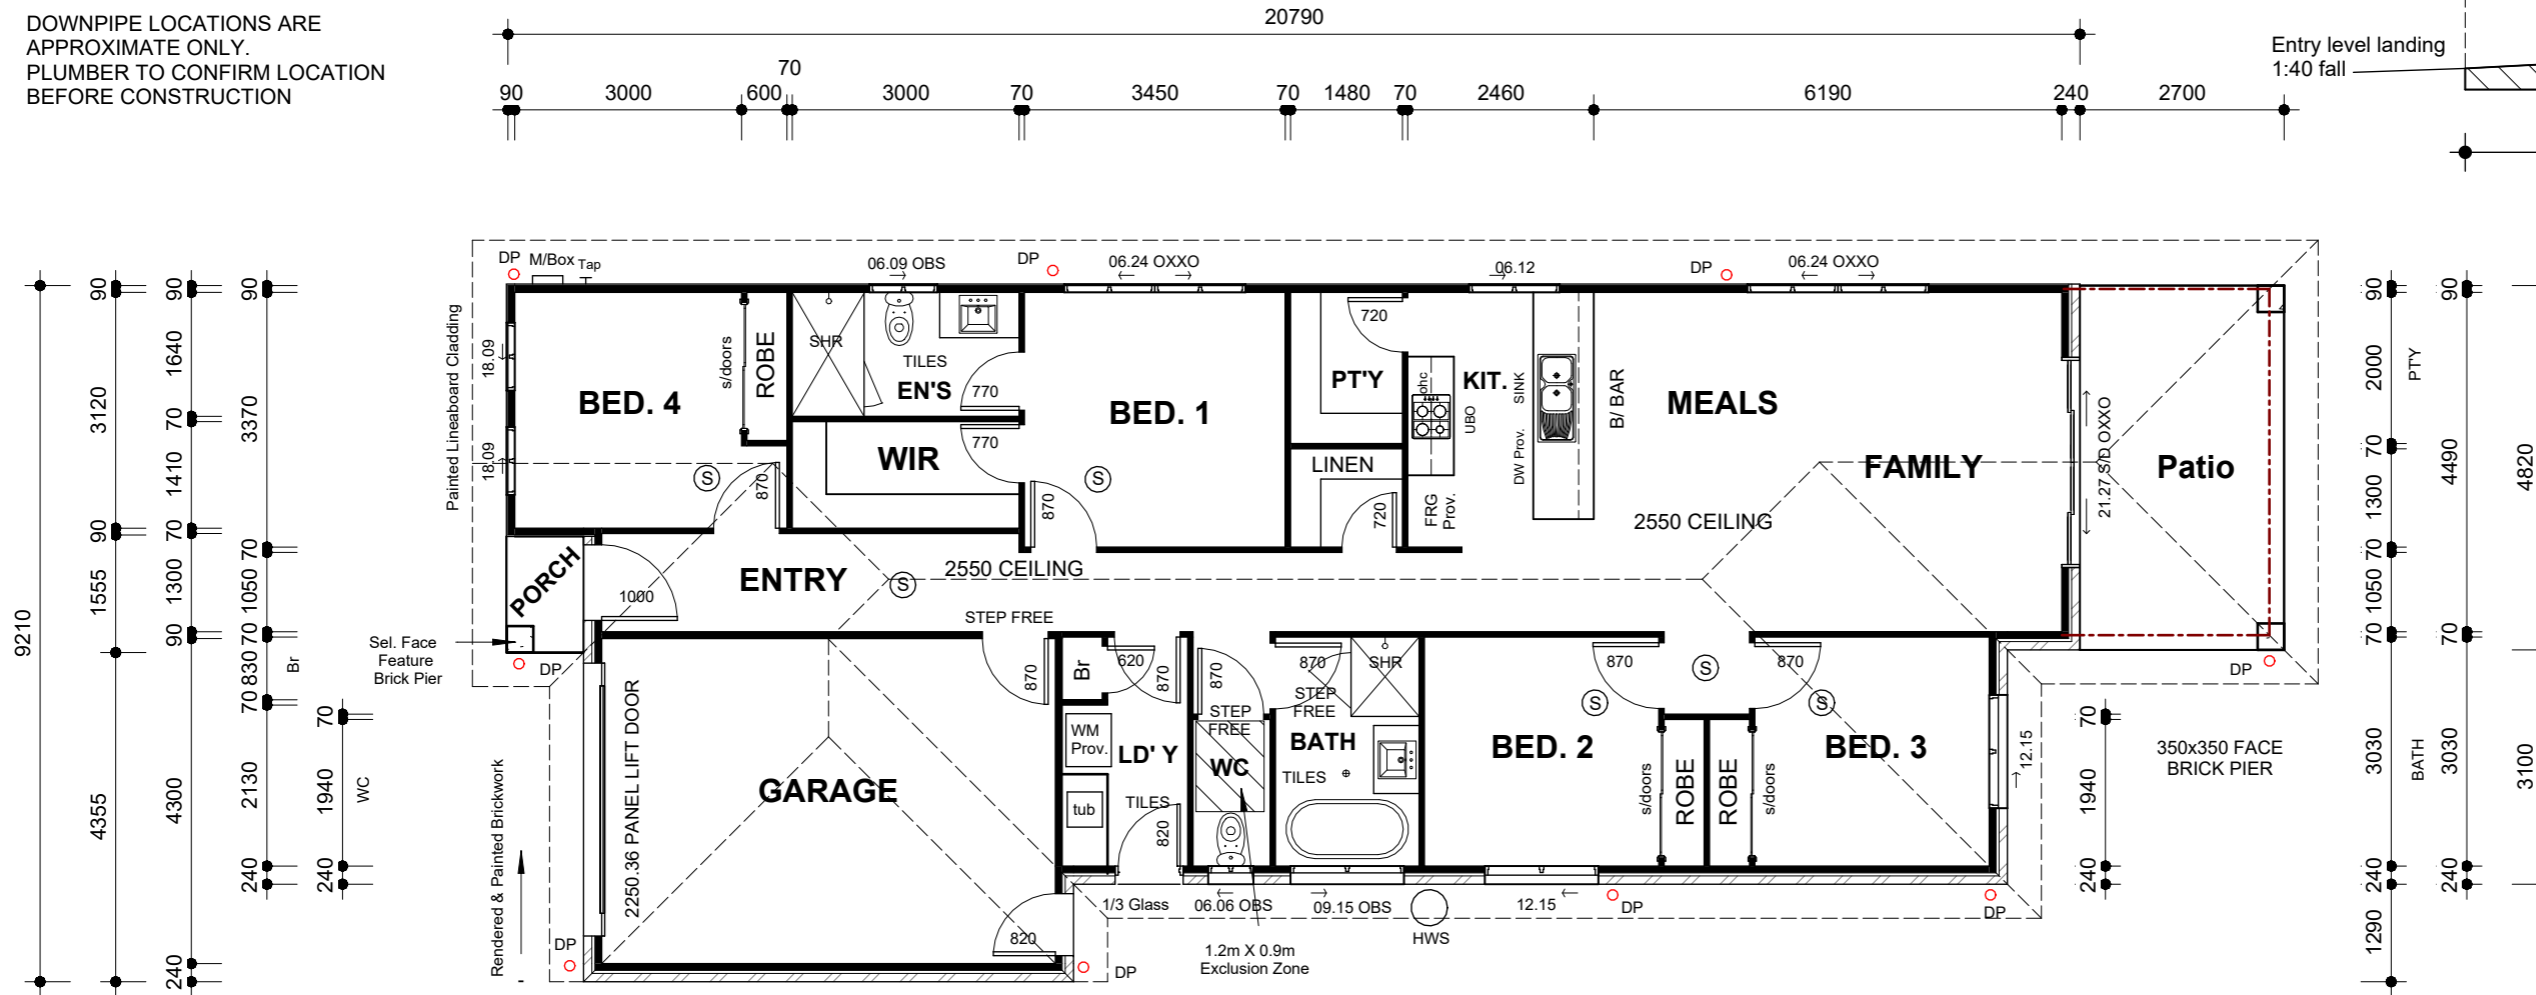 DOWNPIPE LOCATIONS ARE
APPROXIMATE ONLY.
PLUMBER TO CONFIRM LOCATION
BEFORE CONSTRUCTION
20790
Entry level landing
1:40 fall
70
90 3000 600 3000 70 3450 70 1480 70 2460 6190 240 2700
DP M/Box Tap 06.09 OBS DP 06.24 OXXO 06.12 DP 06.24 OXXO
9210
90 3120 90 1555 4355
90 1640 70 1410 70 1300 90 4300 240
90 3370 70 1050 70 830 70 2130 240
Br
70 1940 240
WC
Painted Lineaboard Cladding
18.09
18.09
BED. 4
s/doors
ROBE
870
S
SHR
TILES
EN'S
770
WIR
770
BED. 1
S
870
PT'Y
720
LINEN
720
ohc
UBO
KIT.
FRG
Prov.
DW Prov.
SINK
B/ BAR
MEALS
FAMILY
2550 CEILING
21.27 S/D OXXO
Patio
PORCH
1000
ENTRY
S
2550 CEILING
STEP FREE
Sel. Face
Feature
Brick Pier
DP
DP
Rendered & Painted Brickwork
2250.36 PANEL LIFT DOOR
GARAGE
870
820
DP
DP
Br
620
870
WM
Prov.
LD' Y
tub
TILES
820
1/3 Glass
870
STEP
FREE
WC
06.06 OBS
1.2m X 0.9m
Exclusion Zone
870
STEP
FREE
SHR
BATH
TILES
09.15 OBS
HWS
870
S
BED. 2
s/doors
ROBE
12.15
DP
S
870
S
ROBE
s/doors
BED. 3
12.15
DP
DP
350x350 FACE
BRICK PIER
90 2000 70 1300 70 1050 70 3030 240 1290
PTY
BATH
70 1940 240
90 4490 70 3030 240
4820 3100